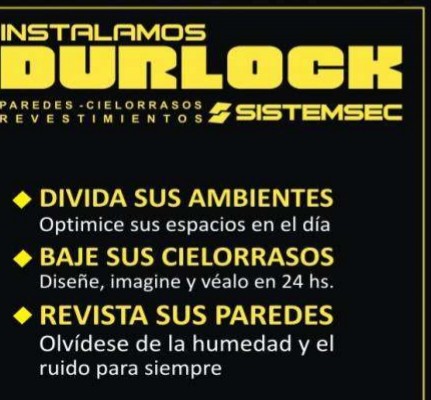 INSTALAMOS
DURLOCK
PAREDES-CIELORRASOS
REVESTIMIENTOS SISTEMSEC
DIVIDA SUS AMBIENTES
Optimice sus espacios en el día
BAJE SUS CIELORRASOS
Diseñe, imagine y véalo en 24 hs.
REVISTA SUS PAREDES
Olvídese de la humedad y el
ruido para siempre